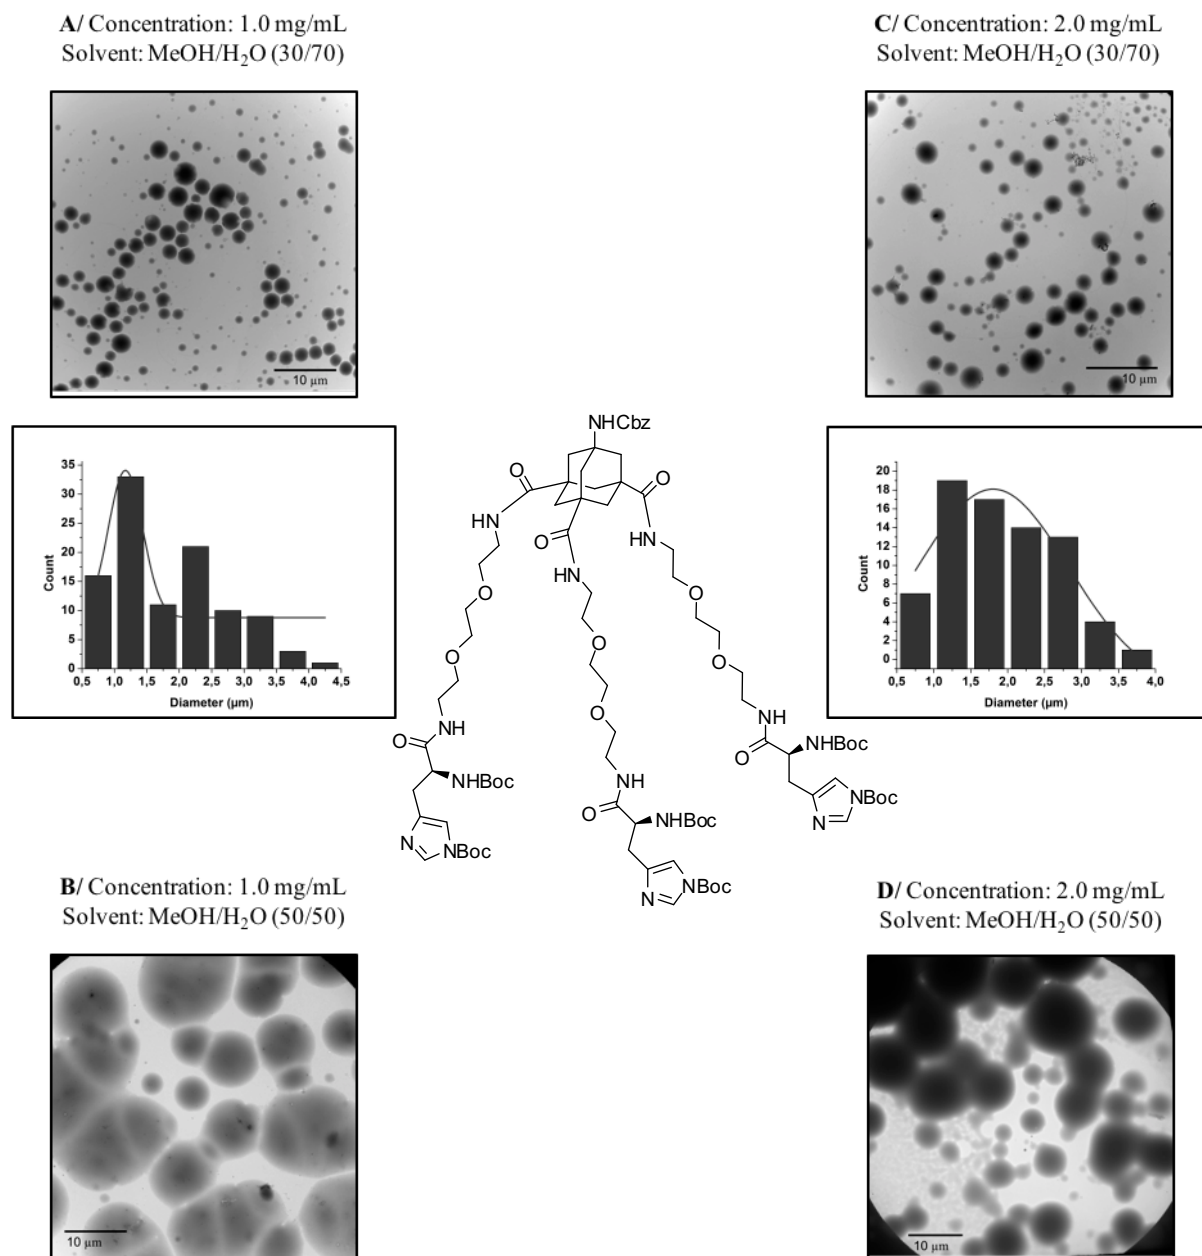 A/ Concentration: 1.0 mg/mL
Solvent: MeOH/H₂O (30/70)
10 µm
35
30
25
20
15
10
5
0
Count
0,5 1,0 1,5 2,0 2,5 3,0 3,5 4,0 4,5
Diameter (µm)
C/ Concentration: 2.0 mg/mL
Solvent: MeOH/H₂O (30/70)
10 µm
20
18
16
14
12
10
8
6
4
2
0
Count
0,5 1,0 1,5 2,0 2,5 3,0 3,5 4,0
Diameter (µm)
NHCbz
O
O
HN
O
HN
HN
O
O
O
O
O
O
NH
O
NHBoc
N
NBoc
NH
O
NHBoc
N
NBoc
NH
O
NHBoc
N
NBoc
B/ Concentration: 1.0 mg/mL
Solvent: MeOH/H₂O (50/50)
10 µm
D/ Concentration: 2.0 mg/mL
Solvent: MeOH/H₂O (50/50)
10 µm